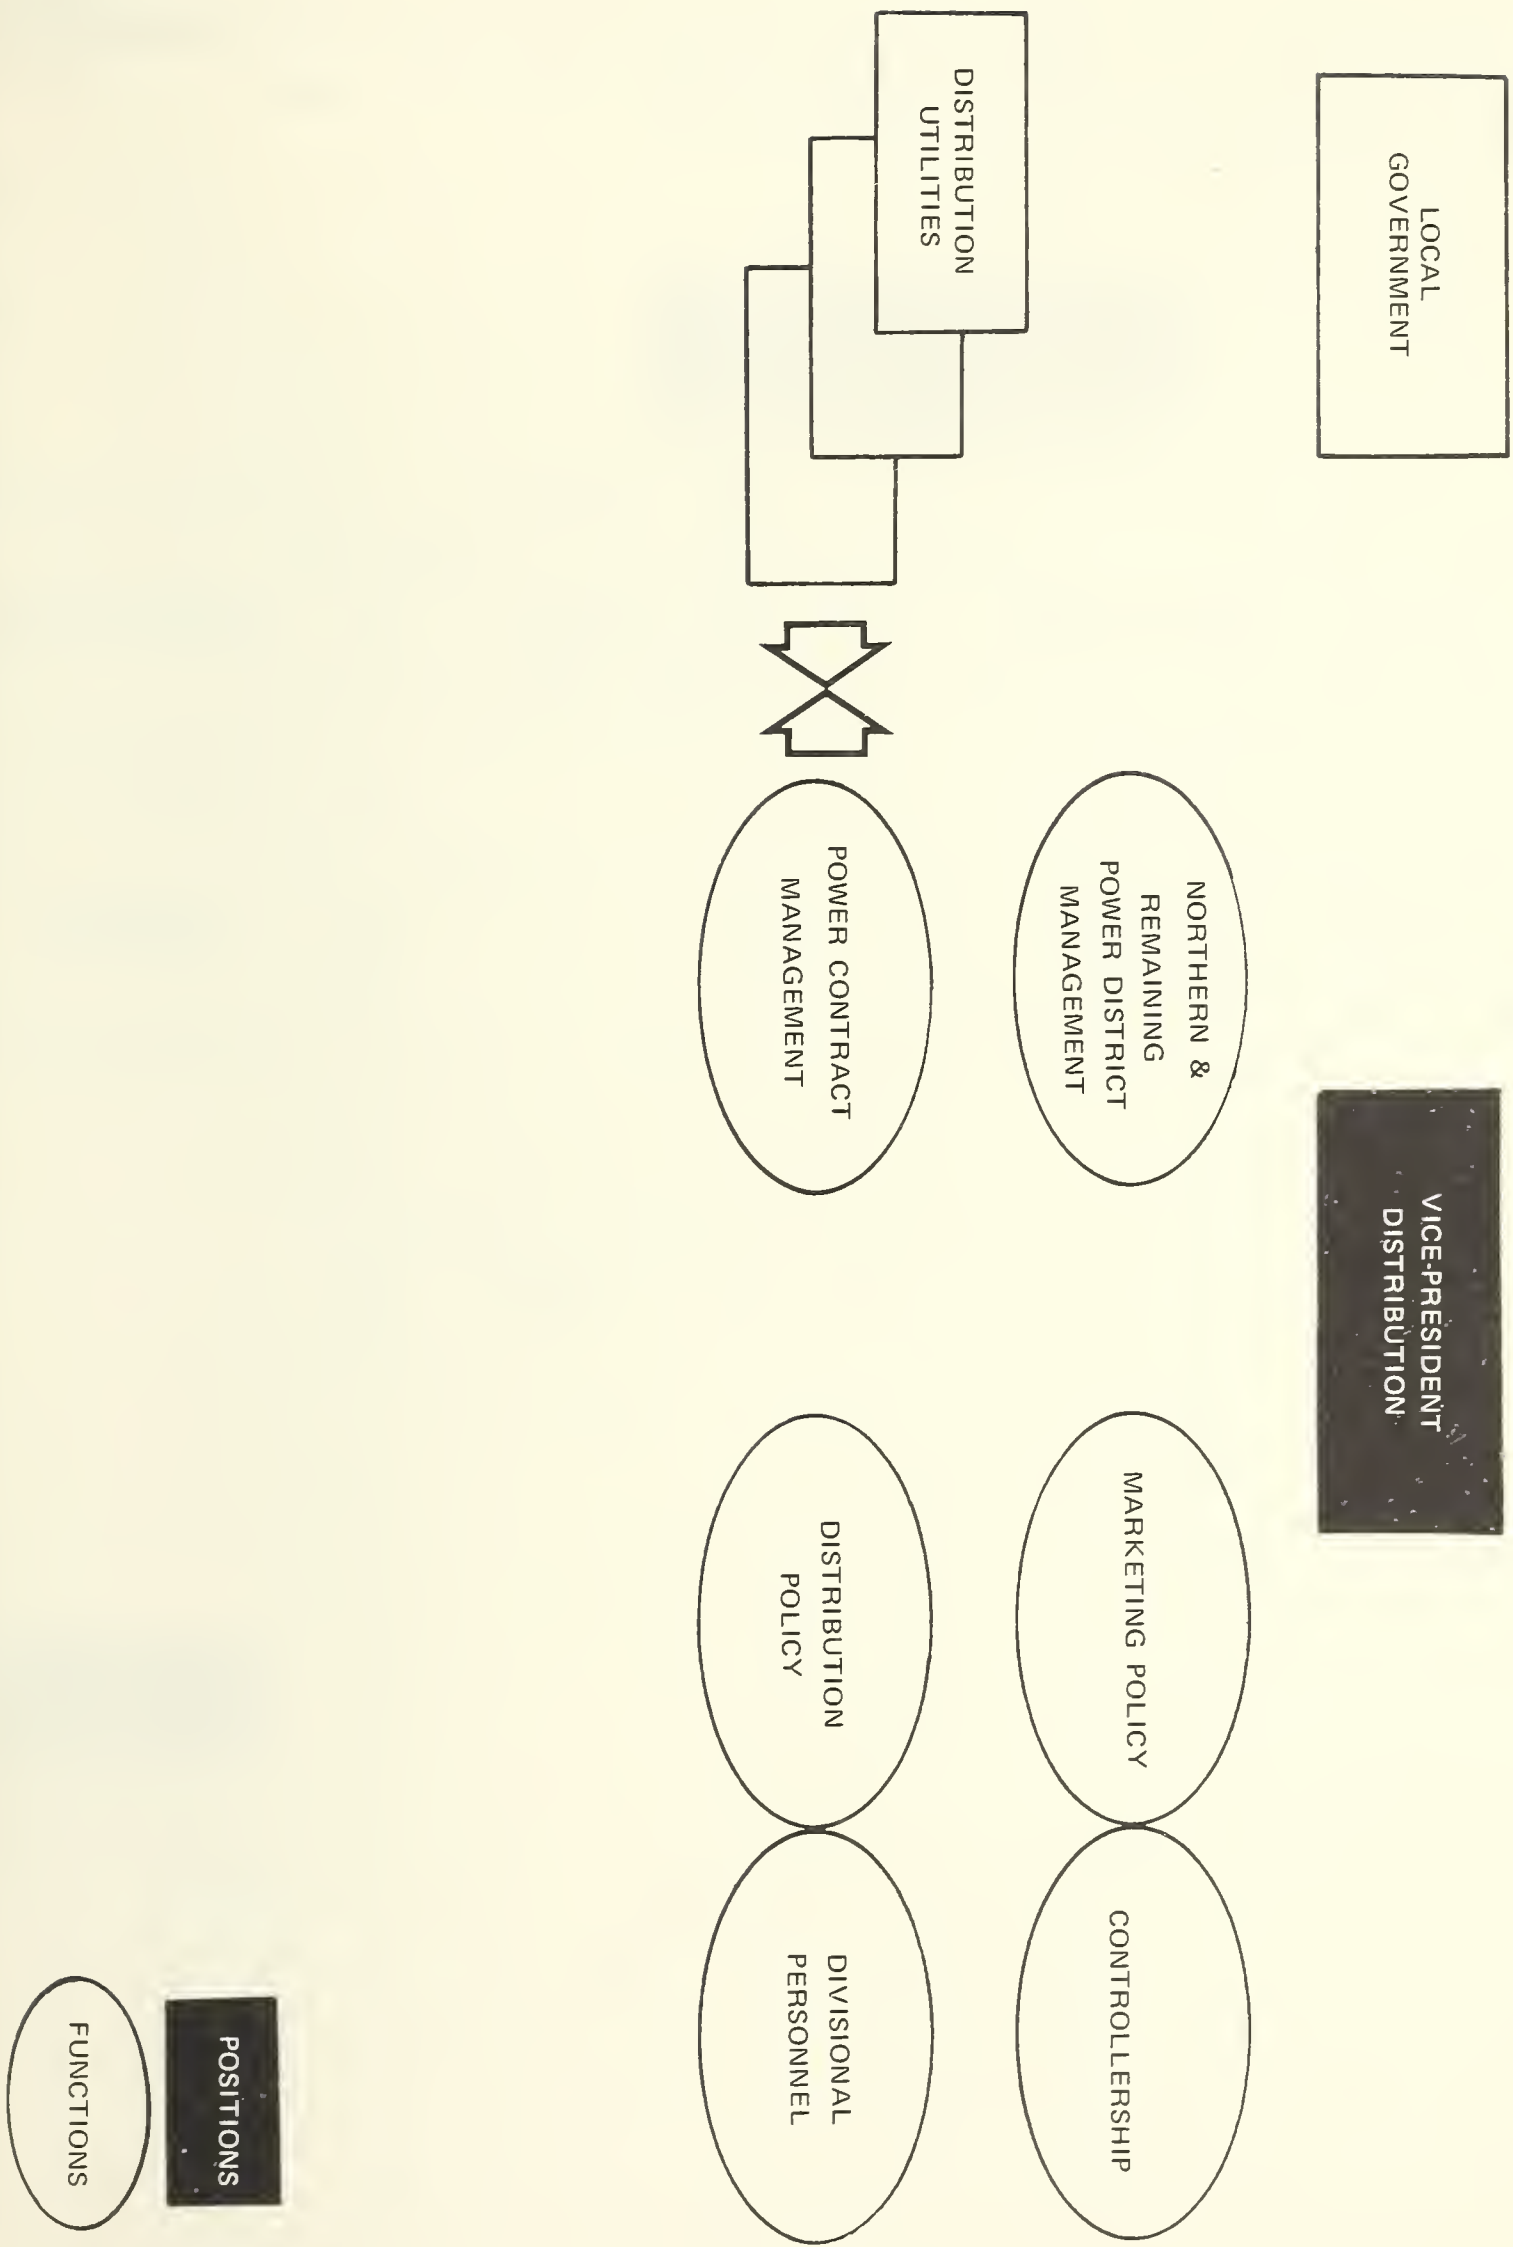 LOCAL
GOVERNMENT
VICE-PRESIDENT
DISTRIBUTION
NORTHERN &
REMAINING
POWER DISTRICT
MANAGEMENT
MARKETING POLICY
CONTROLLERSHIP
DISTRIBUTION
UTILITIES
POWER CONTRACT
MANAGEMENT
DISTRIBUTION
POLICY
DIVISIONAL
PERSONNEL
POSITIONS
FUNCTIONS